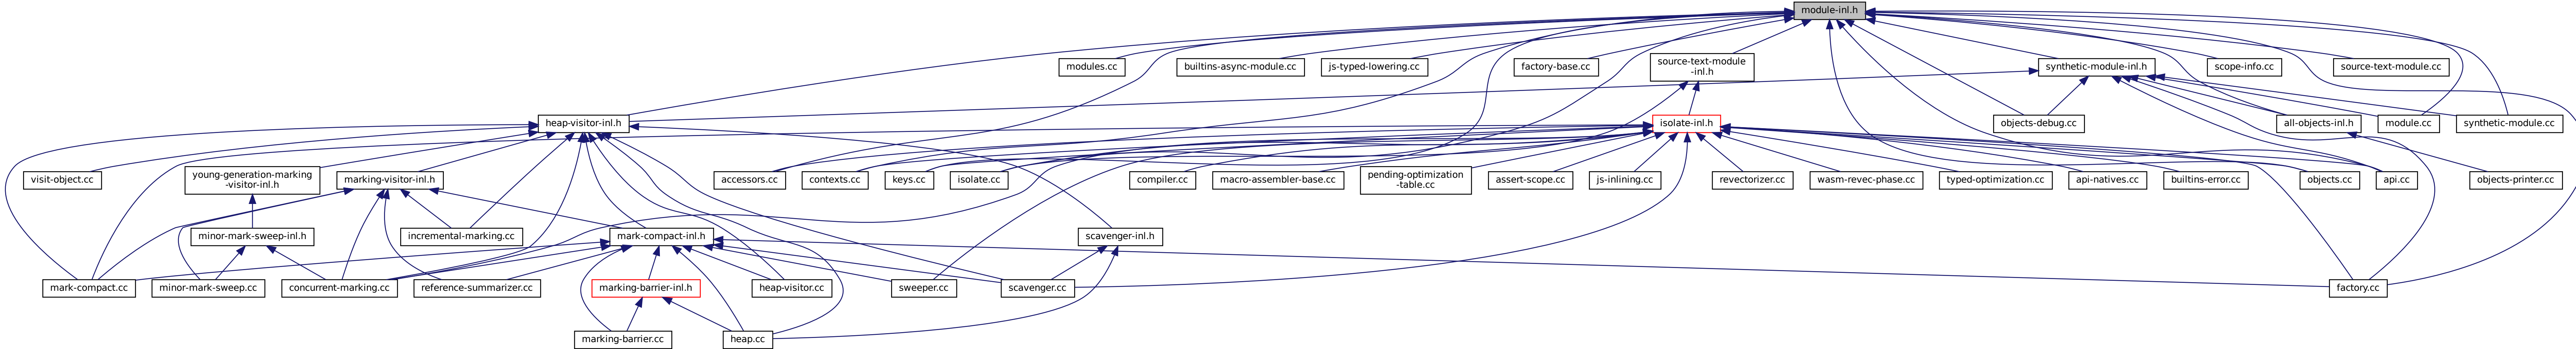 module-inl.h
modules.cc
builtins-async-module.cc
js-typed-lowering.cc
factory-base.cc
source-text-module
-inl.h
synthetic-module-inl.h
scope-info.cc
source-text-module.cc
heap-visitor-inl.h
isolate-inl.h
objects-debug.cc
all-objects-inl.h
module.cc
synthetic-module.cc
visit-object.cc
young-generation-marking
-visitor-inl.h
marking-visitor-inl.h
accessors.cc
contexts.cc
keys.cc
isolate.cc
compiler.cc
macro-assembler-base.cc
pending-optimization
-table.cc
assert-scope.cc
js-inlining.cc
revectorizer.cc
wasm-revec-phase.cc
typed-optimization.cc
api-natives.cc
builtins-error.cc
objects.cc
api.cc
objects-printer.cc
minor-mark-sweep-inl.h
incremental-marking.cc
mark-compact-inl.h
scavenger-inl.h
mark-compact.cc
minor-mark-sweep.cc
concurrent-marking.cc
reference-summarizer.cc
marking-barrier-inl.h
heap-visitor.cc
sweeper.cc
scavenger.cc
factory.cc
marking-barrier.cc
heap.cc